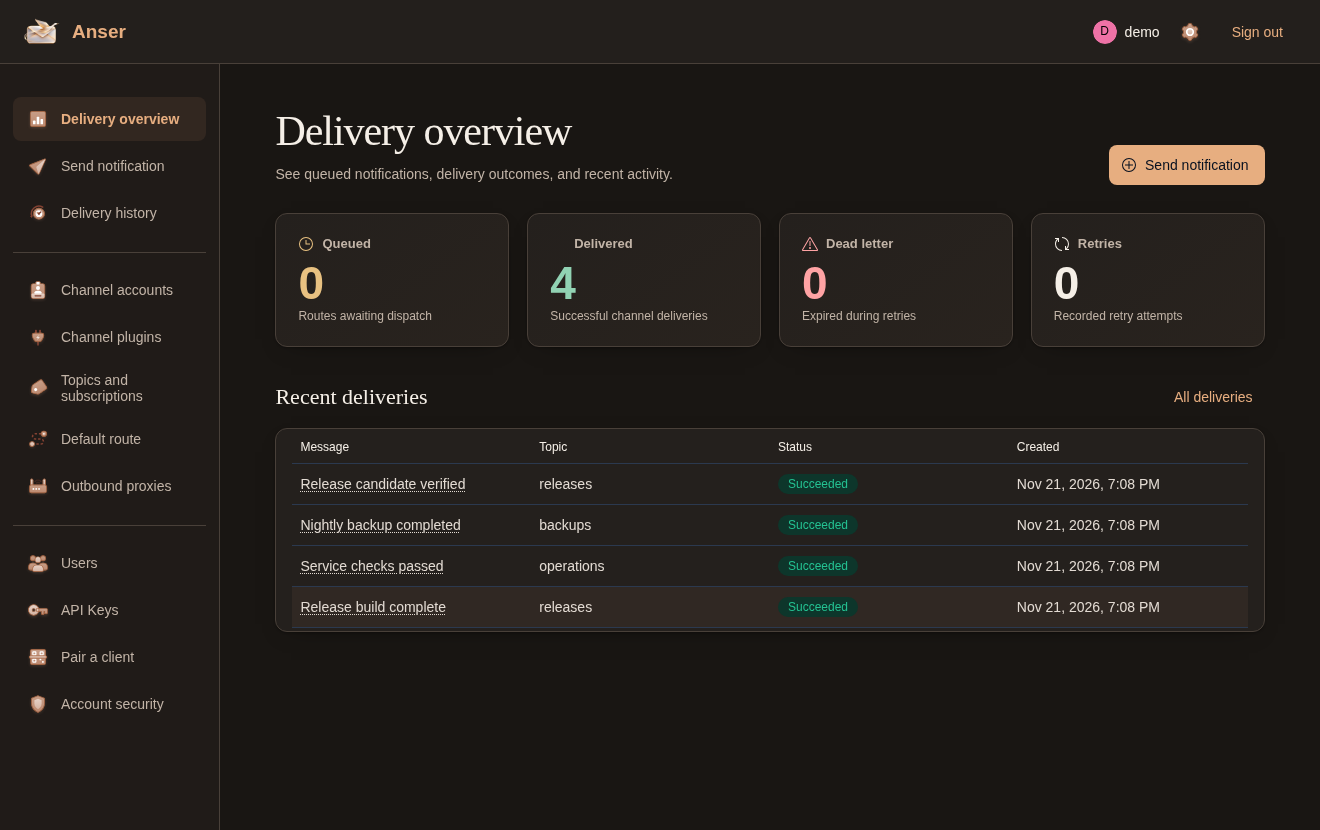 Anser
D demo
Sign out
Delivery overview
Send notification
Delivery history
Channel accounts
Channel plugins
Topics and
subscriptions
Default route
Outbound proxies
Users
API Keys
Pair a client
Account security
Delivery overview
See queued notifications, delivery outcomes, and recent activity.
Send notification
Queued
0
Routes awaiting dispatch
Delivered
4
Successful channel deliveries
Dead letter
0
Expired during retries
Retries
0
Recorded retry attempts
Recent deliveries
All deliveries
Message Topic Status Created
Release candidate verified releases Succeeded Nov 21, 2026, 7:08 PM
Nightly backup completed backups Succeeded Nov 21, 2026, 7:08 PM
Service checks passed operations Succeeded Nov 21, 2026, 7:08 PM
Release build complete releases Succeeded Nov 21, 2026, 7:08 PM